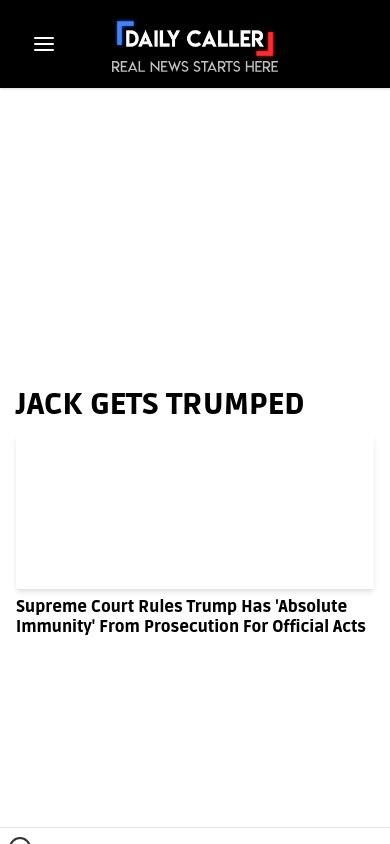 DAILY CALLER
REAL NEWS STARTS HERE
JACK GETS TRUMPED
Supreme Court Rules Trump Has 'Absolute
Immunity' From Prosecution For Official Acts